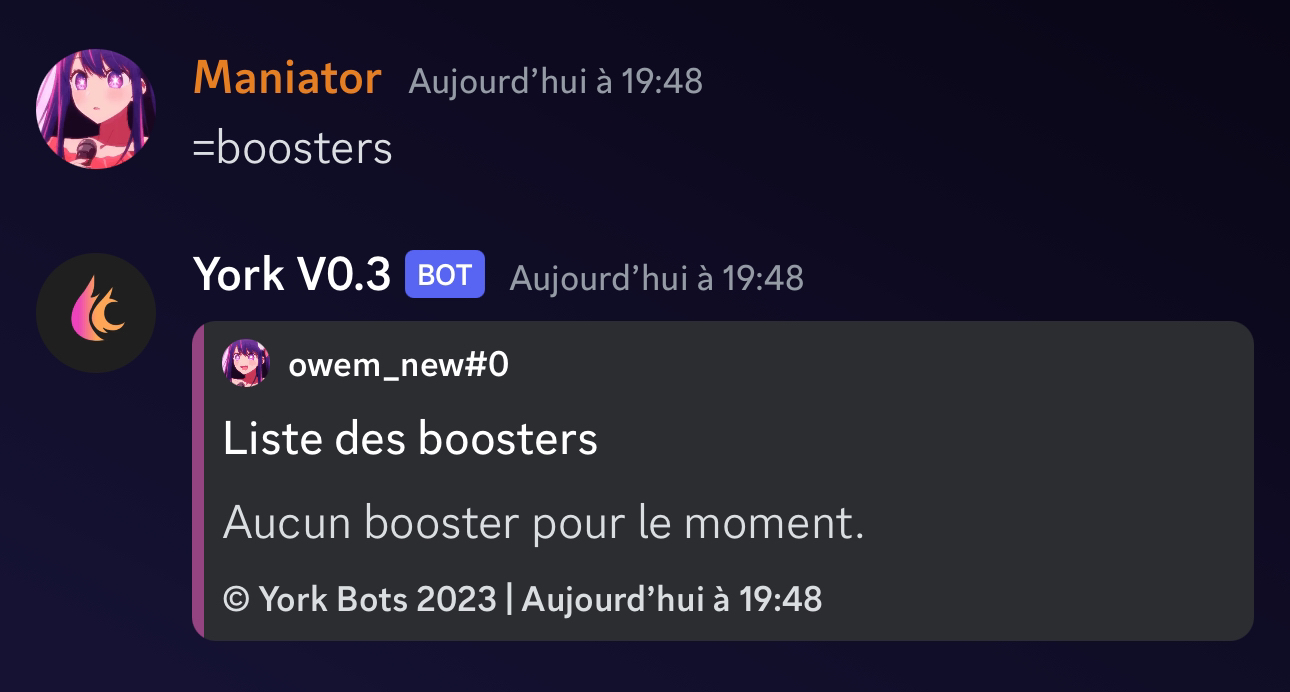 Maniator Aujourd’hui à 19:48
=boosters
York V0.3 BOT Aujourd’hui à 19:48
owem_new#0
Liste des boosters
Aucun booster pour le moment.
© York Bots 2023 | Aujourd’hui à 19:48